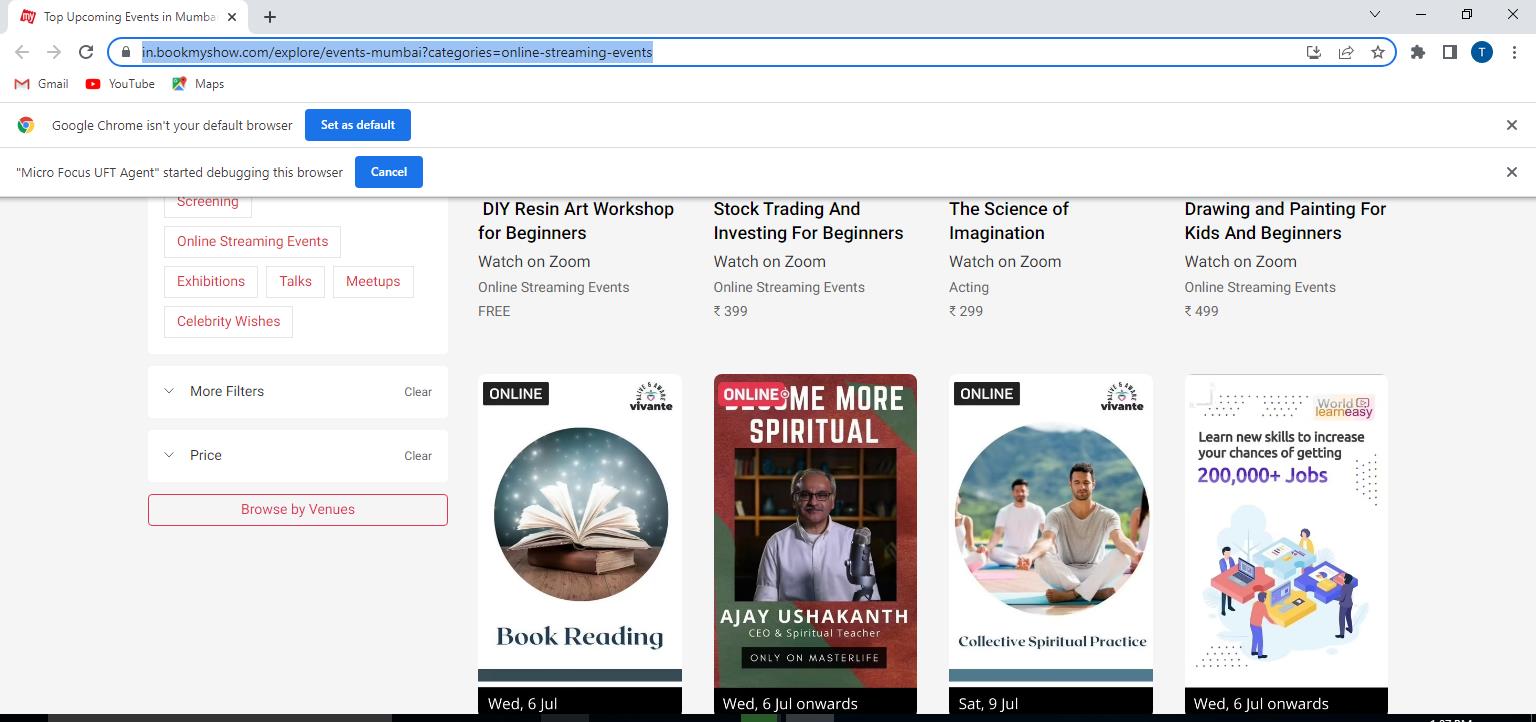 Top Upcoming Events in Mumba
in.bookmyshow.com/explore/events-mumbai?categories=online-streaming-events
T
Gmail
YouTube
Maps
Google Chrome isn't your default browser
Set as default
"Micro Focus UFT Agent" started debugging this browser
Cancel
Screening
Online Streaming Events
Exhibitions
Talks
Meetups
Celebrity Wishes
More Filters
Clear
Price
Clear
Browse by Venues
DIY Resin Art Workshop
for Beginners
Watch on Zoom
Online Streaming Events
FREE
Stock Trading And
Investing For Beginners
Watch on Zoom
Online Streaming Events
₹ 399
The Science of
Imagination
Watch on Zoom
Acting
₹ 299
Drawing and Painting For
Kids And Beginners
Watch on Zoom
Online Streaming Events
₹ 499
ONLINE
ALIVE & AWARE
vivante
Book Reading
Wed, 6 Jul
ONLINE
BECOME MORE
SPIRITUAL
AJAY USHAKANTH
CEO & Spiritual Teacher
ONLY ON MASTERLIFE
Wed, 6 Jul onwards
ONLINE
ALIVE & AWARE
vivante
Collective Spiritual Practice
Sat, 9 Jul
World
learneasy
Learn new skills to increase
your chances of getting
200,000+ Jobs
Wed, 6 Jul onwards